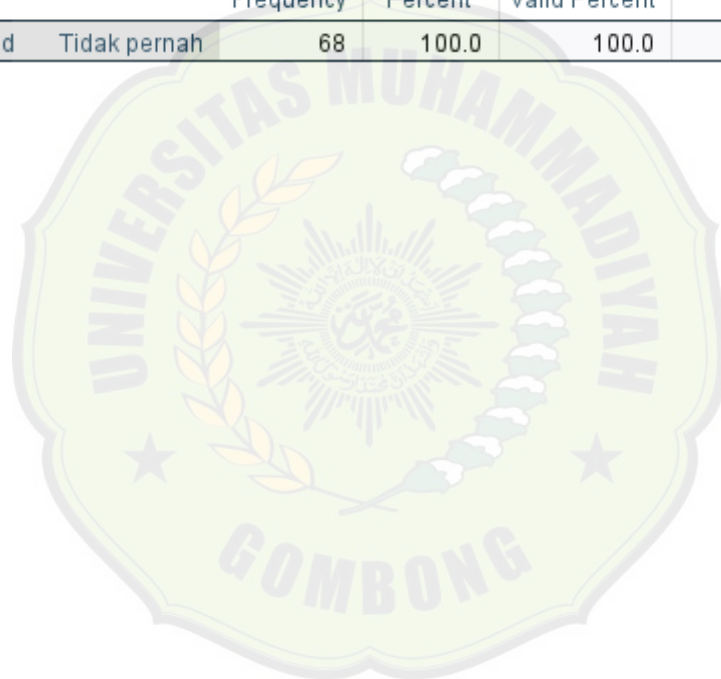 Frequency Percent Valid Percent
d Tidak pernah 68 100.0 100.0
UNIVERSITAS MUHAMMADIYAH
GOMBONG